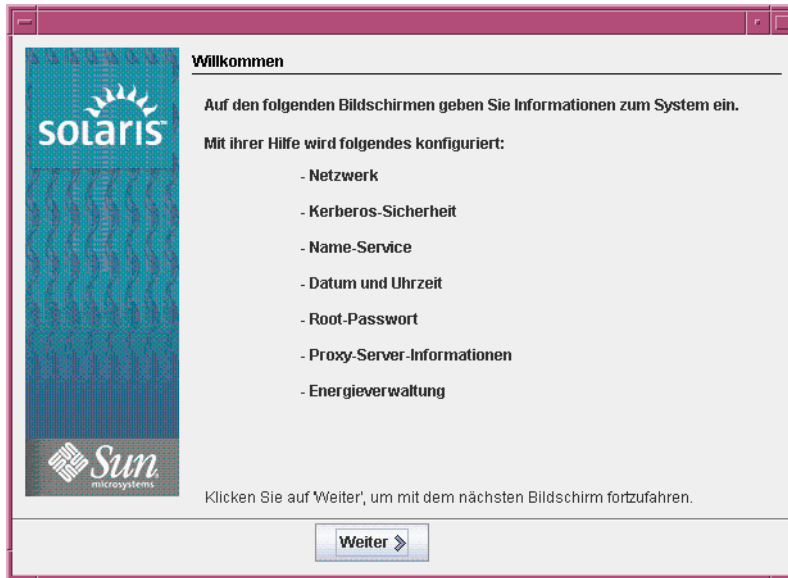 Willkommen
Auf den folgenden Bildschirmen geben Sie Informationen zum System ein.
Mit ihrer Hilfe wird folgendes konfiguriert:
- Netzwerk
- Kerberos-Sicherheit
- Name-Service
- Datum und Uhrzeit
- Root-Passwort
- Proxy-Server-Informationen
- Energieverwaltung
Klicken Sie auf 'Weiter', um mit dem nächsten Bildschirm fortzufahren.
Weiter
solaris™
Sun
microsystems